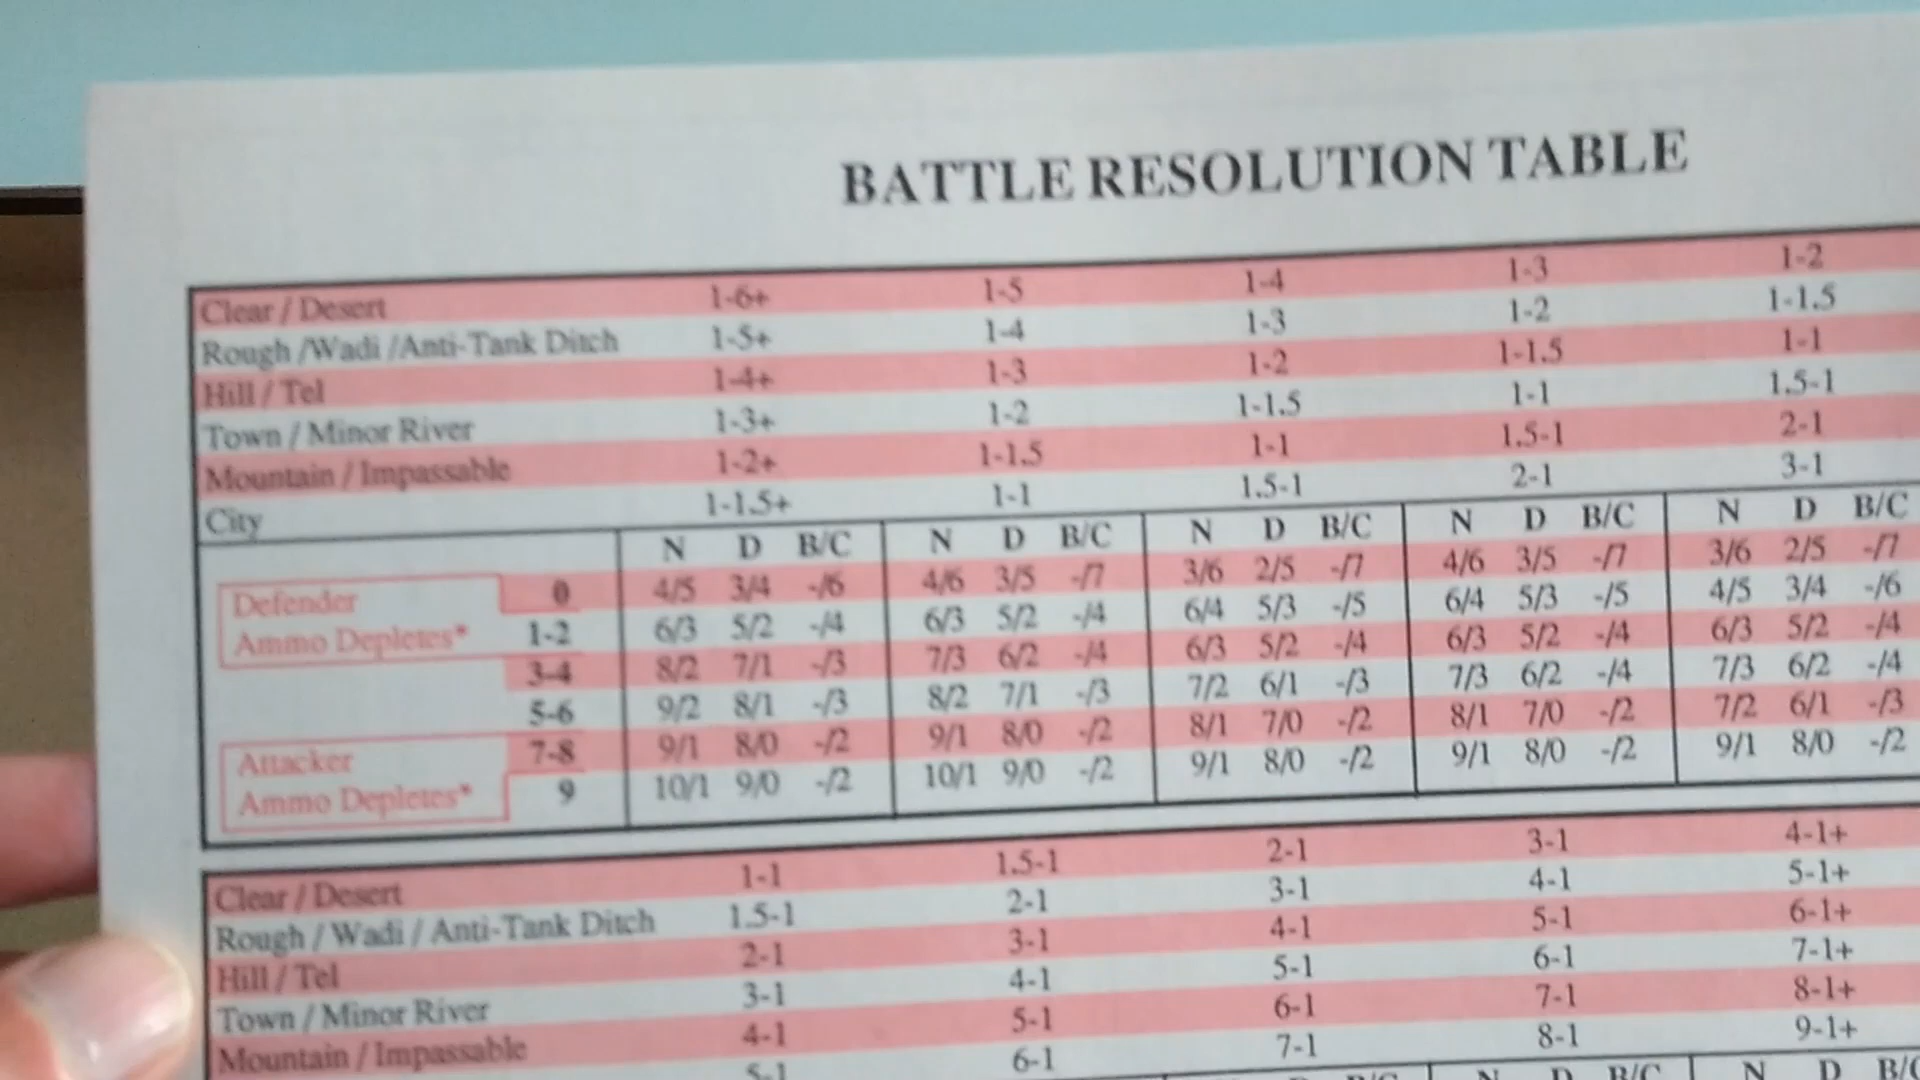 BATTLE RESOLUTION TABLE
Clear / Desert 1-6+ 1-5 1-4 1-3 1-2
Rough /Wadi /Anti-Tank Ditch 1-5+ 1-4 1-3 1-2 1-1.5
Hill / Tel 1-4+ 1-3 1-2 1-1.5 1-1
Town / Minor River 1-3+ 1-2 1-1.5 1-1 1.5-1
Mountain / Impassable 1-2+ 1-1.5 1-1 1.5-1 2-1
City 1-1.5+ 1-1 1.5-1 2-1 3-1
N D B/C N D B/C N D B/C N D B/C N D B/C
Defender 0 4/5 3/4 -/6 4/6 3/5 -/7 3/6 2/5 -/7 4/6 3/5 -/7 3/6 2/5 -/7
Ammo Depletes* 1-2 6/3 5/2 -/4 6/3 5/2 -/4 6/4 5/3 -/5 6/4 5/3 -/5 4/5 3/4 -/6
3-4 8/2 7/1 -/3 7/3 6/2 -/4 6/3 5/2 -/4 6/3 5/2 -/4 6/3 5/2 -/4
5-6 9/2 8/1 -/3 8/2 7/1 -/3 7/2 6/1 -/3 7/3 6/2 -/4 7/3 6/2 -/4
Attacker 7-8 9/1 8/0 -/2 9/1 8/0 -/2 8/1 7/0 -/2 8/1 7/0 -/2 7/2 6/1 -/3
Ammo Depletes* 9 10/1 9/0 -/2 10/1 9/0 -/2 9/1 8/0 -/2 9/1 8/0 -/2 9/1 8/0 -/2
Clear / Desert 1-1 1.5-1 2-1 3-1 4-1+
Rough / Wadi / Anti-Tank Ditch 1.5-1 2-1 3-1 4-1 5-1+
Hill / Tel 2-1 3-1 4-1 5-1 6-1+
Town / Minor River 3-1 4-1 5-1 6-1 7-1+
Mountain / Impassable 4-1 5-1 6-1 7-1 8-1+
5-1 6-1 7-1 8-1 9-1+
D B/C N D B/C N D B/C